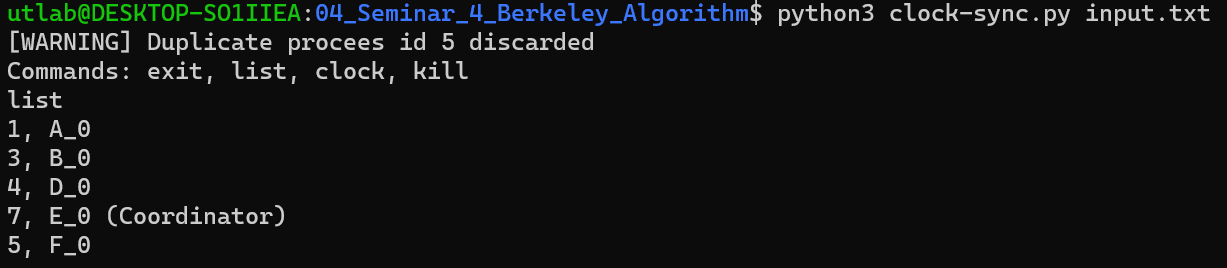 utlab@DESKTOP-SO1IIEA:04_Seminar_4_Berkeley_Algorithm$ python3 clock-sync.py input.txt
[WARNING] Duplicate procees id 5 discarded
Commands: exit, list, clock, kill
list
1, A_0
3, B_0
4, D_0
7, E_0 (Coordinator)
5, F_0